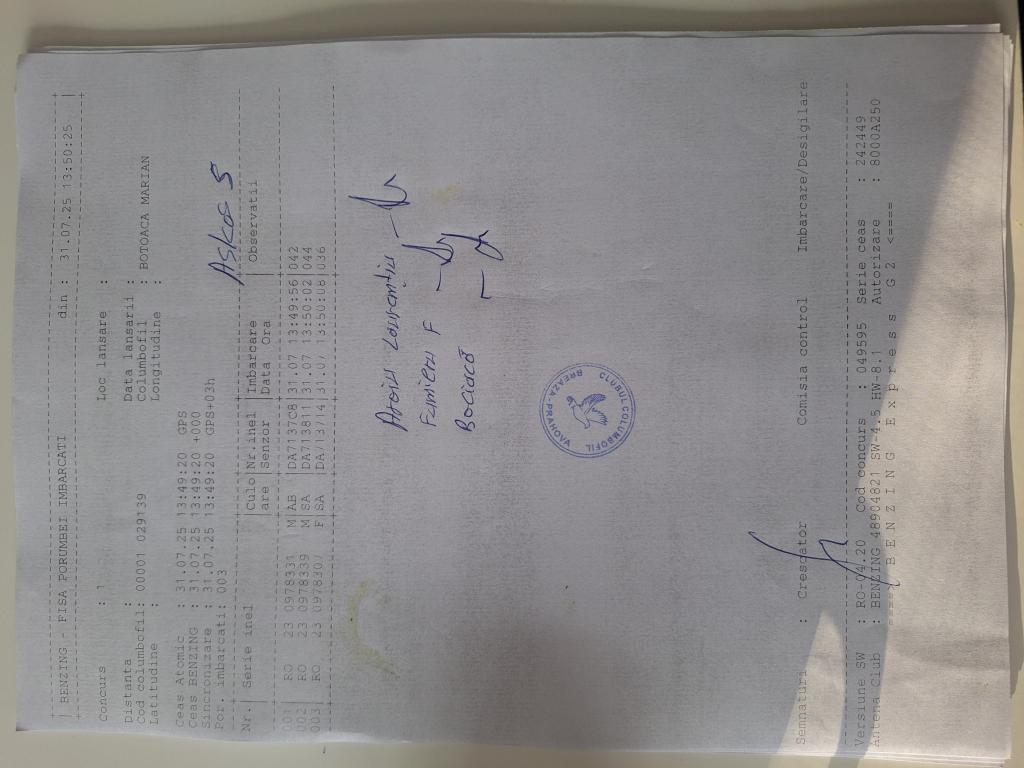 BENZING - FISA PORUMBEI IMBARCATI din : 31.07.25 13:50:25
Concurs : 1 Loc lansare :
Distanta : Data lansarii :
Cod columbofil: 00001 029139 Columbofil : BOTOACA MARIAN
Latitudine : Longitudine :
Ceas Atomic : 31.07.25 13:49:20 GPS
Ceas BENZING : 31.07.25 13:49:20 +000
Sincronizare : 31.07.25 13:49:20 GPS+03h
Por. imbarcati: 003
ASKOS 5
Nr. | Serie inel |Culo|Nr.inel |Imbarcare | Observatii
are |Senzor |Data Ora
001 | RO 23 0978331 M|AB |DA7137C8|31.07 13:49:56|042
002 | RO 23 0978339 M|SA |DA713811|31.07 13:50:02|044
003 | RO 23 0978307 F|SA |DA713714|31.07 13:50:08|036
F
CLUBUL COLUMBOFIL
BREAZA-PRAHOVA
Semnaturi : Crescator Comisia control Imbarcare/Desigilare
Versiune SW : RO-04.20 Cod concurs : 049595 Serie ceas : 242449
Antena Club : BENZING 48904821 SW-4.5 HW-8.1 Autorizare : 8000A250
====> B E N Z I N G E x p r e s s G 2 <====